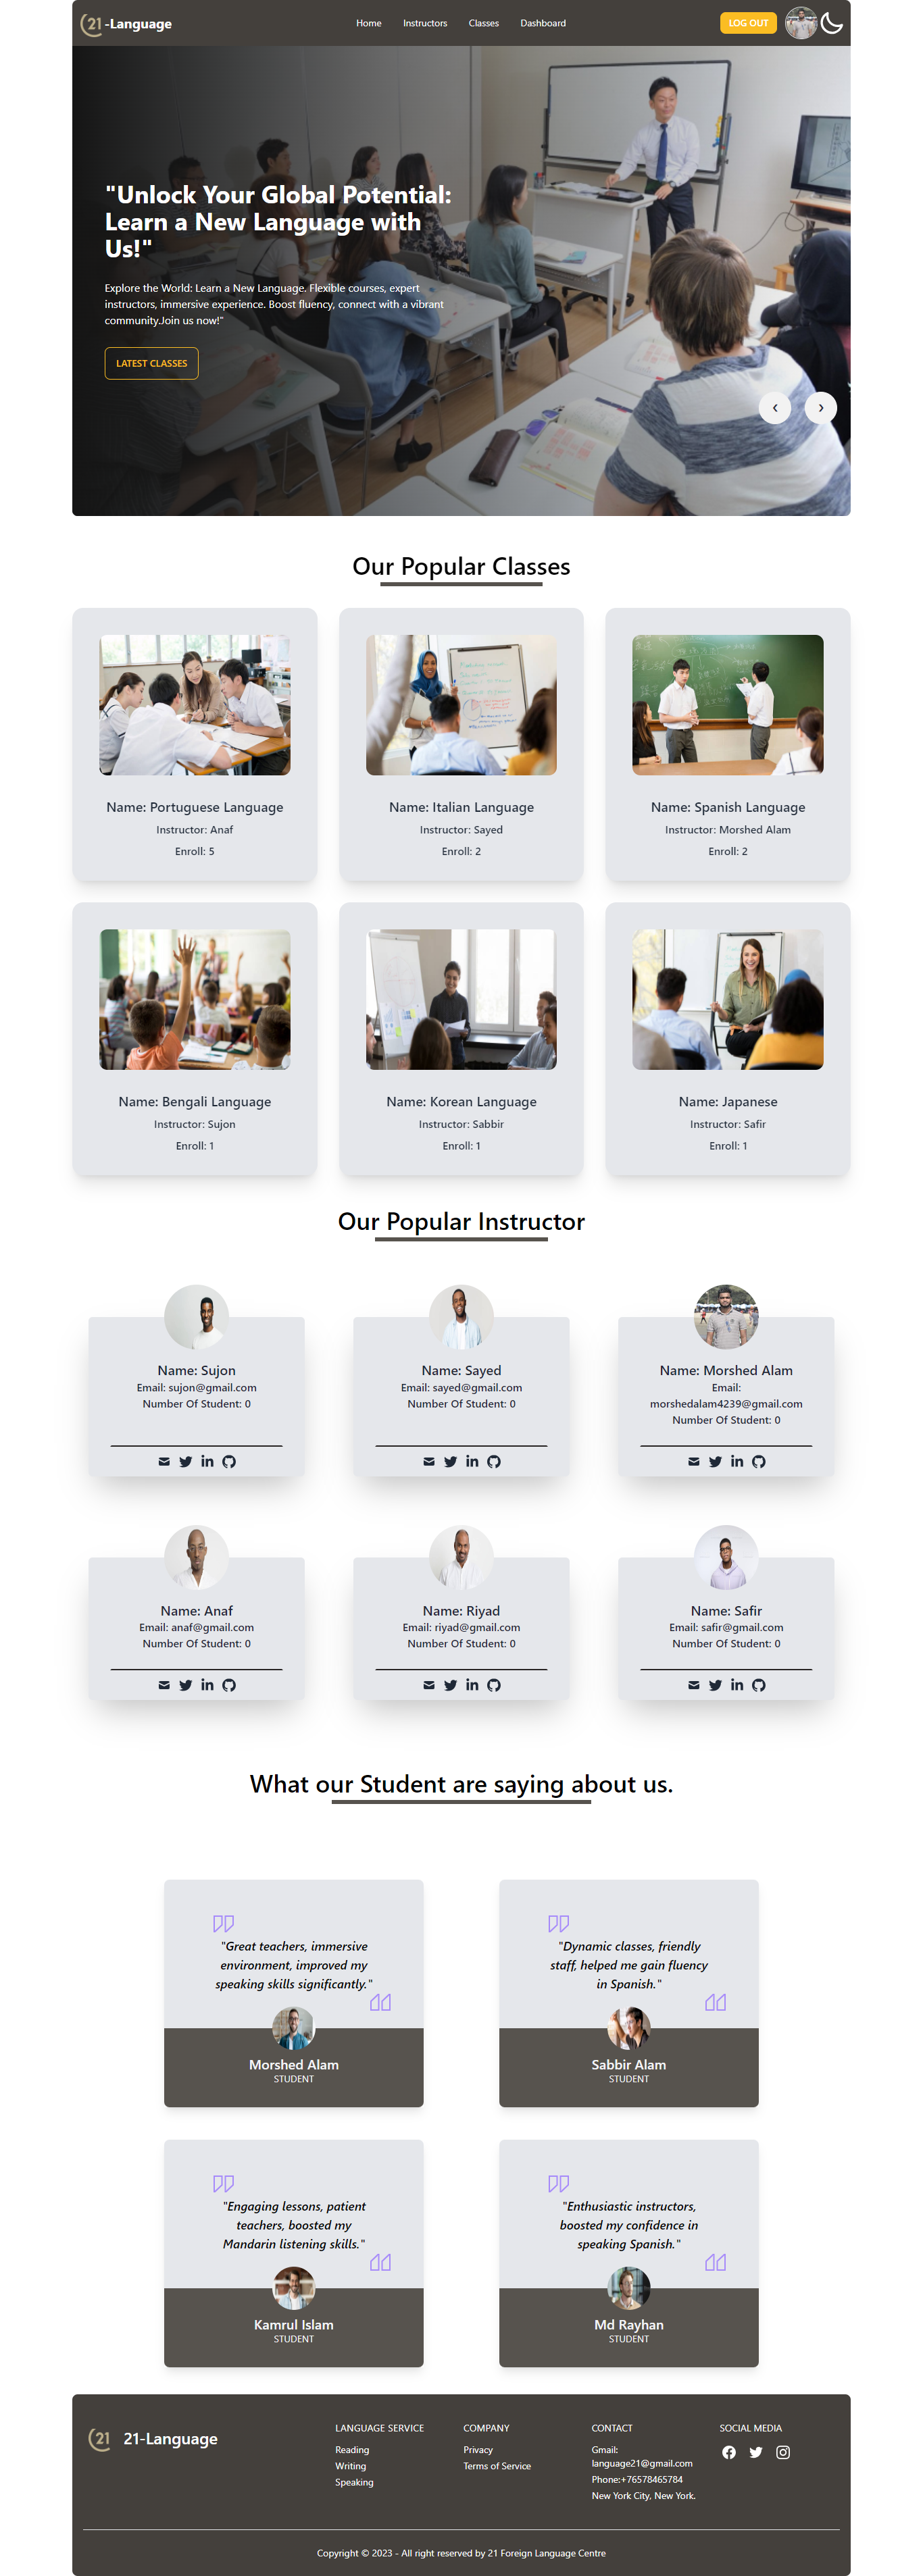 21 -Language
Home Instructors Classes Dashboard
LOG OUT
"Unlock Your Global Potential:
Learn a New Language with
Us!"
Explore the World: Learn a New Language. Flexible courses, expert
instructors, immersive experience. Boost fluency, connect with a vibrant
community.Join us now!"
LATEST CLASSES
Our Popular Classes
Name: Portuguese Language
Instructor: Anaf
Enroll: 5
Name: Italian Language
Instructor: Sayed
Enroll: 2
Name: Spanish Language
Instructor: Morshed Alam
Enroll: 2
Name: Bengali Language
Instructor: Sujon
Enroll: 1
Name: Korean Language
Instructor: Sabbir
Enroll: 1
Name: Japanese
Instructor: Safir
Enroll: 1
Our Popular Instructor
Name: Sujon
Email: sujon@gmail.com
Number Of Student: 0
Name: Sayed
Email: sayed@gmail.com
Number Of Student: 0
Name: Morshed Alam
Email:
morshedalam4239@gmail.com
Number Of Student: 0
Name: Anaf
Email: anaf@gmail.com
Number Of Student: 0
Name: Riyad
Email: riyad@gmail.com
Number Of Student: 0
Name: Safir
Email: safir@gmail.com
Number Of Student: 0
What our Student are saying about us.
"Great teachers, immersive
environment, improved my
speaking skills significantly."
Morshed Alam
STUDENT
"Dynamic classes, friendly
staff, helped me gain fluency
in Spanish."
Sabbir Alam
STUDENT
"Engaging lessons, patient
teachers, boosted my
Mandarin listening skills."
Kamrul Islam
STUDENT
"Enthusiastic instructors,
boosted my confidence in
speaking Spanish."
Md Rayhan
STUDENT
21 21-Language
LANGUAGE SERVICE
Reading
Writing
Speaking
COMPANY
Privacy
Terms of Service
CONTACT
Gmail:
language21@gmail.com
Phone:+76578465784
New York City, New York.
SOCIAL MEDIA
Copyright © 2023 - All right reserved by 21 Foreign Language Centre